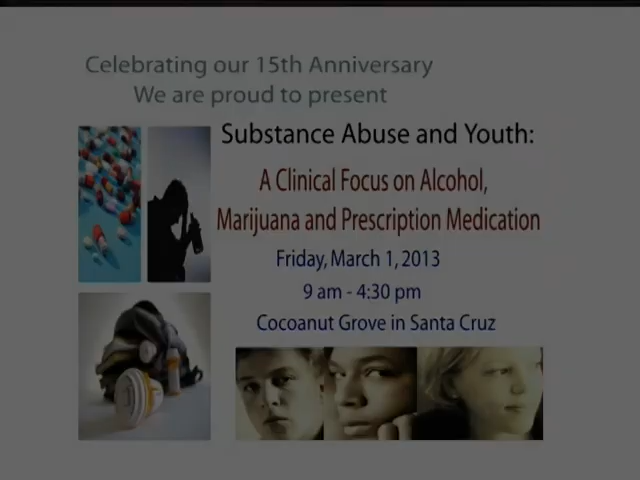 Celebrating our 15th Anniversary
We are proud to present
Substance Abuse and Youth:
A Clinical Focus on Alcohol,
Marijuana and Prescription Medication
Friday, March 1, 2013
9 am - 4:30 pm
Cocoanut Grove in Santa Cruz